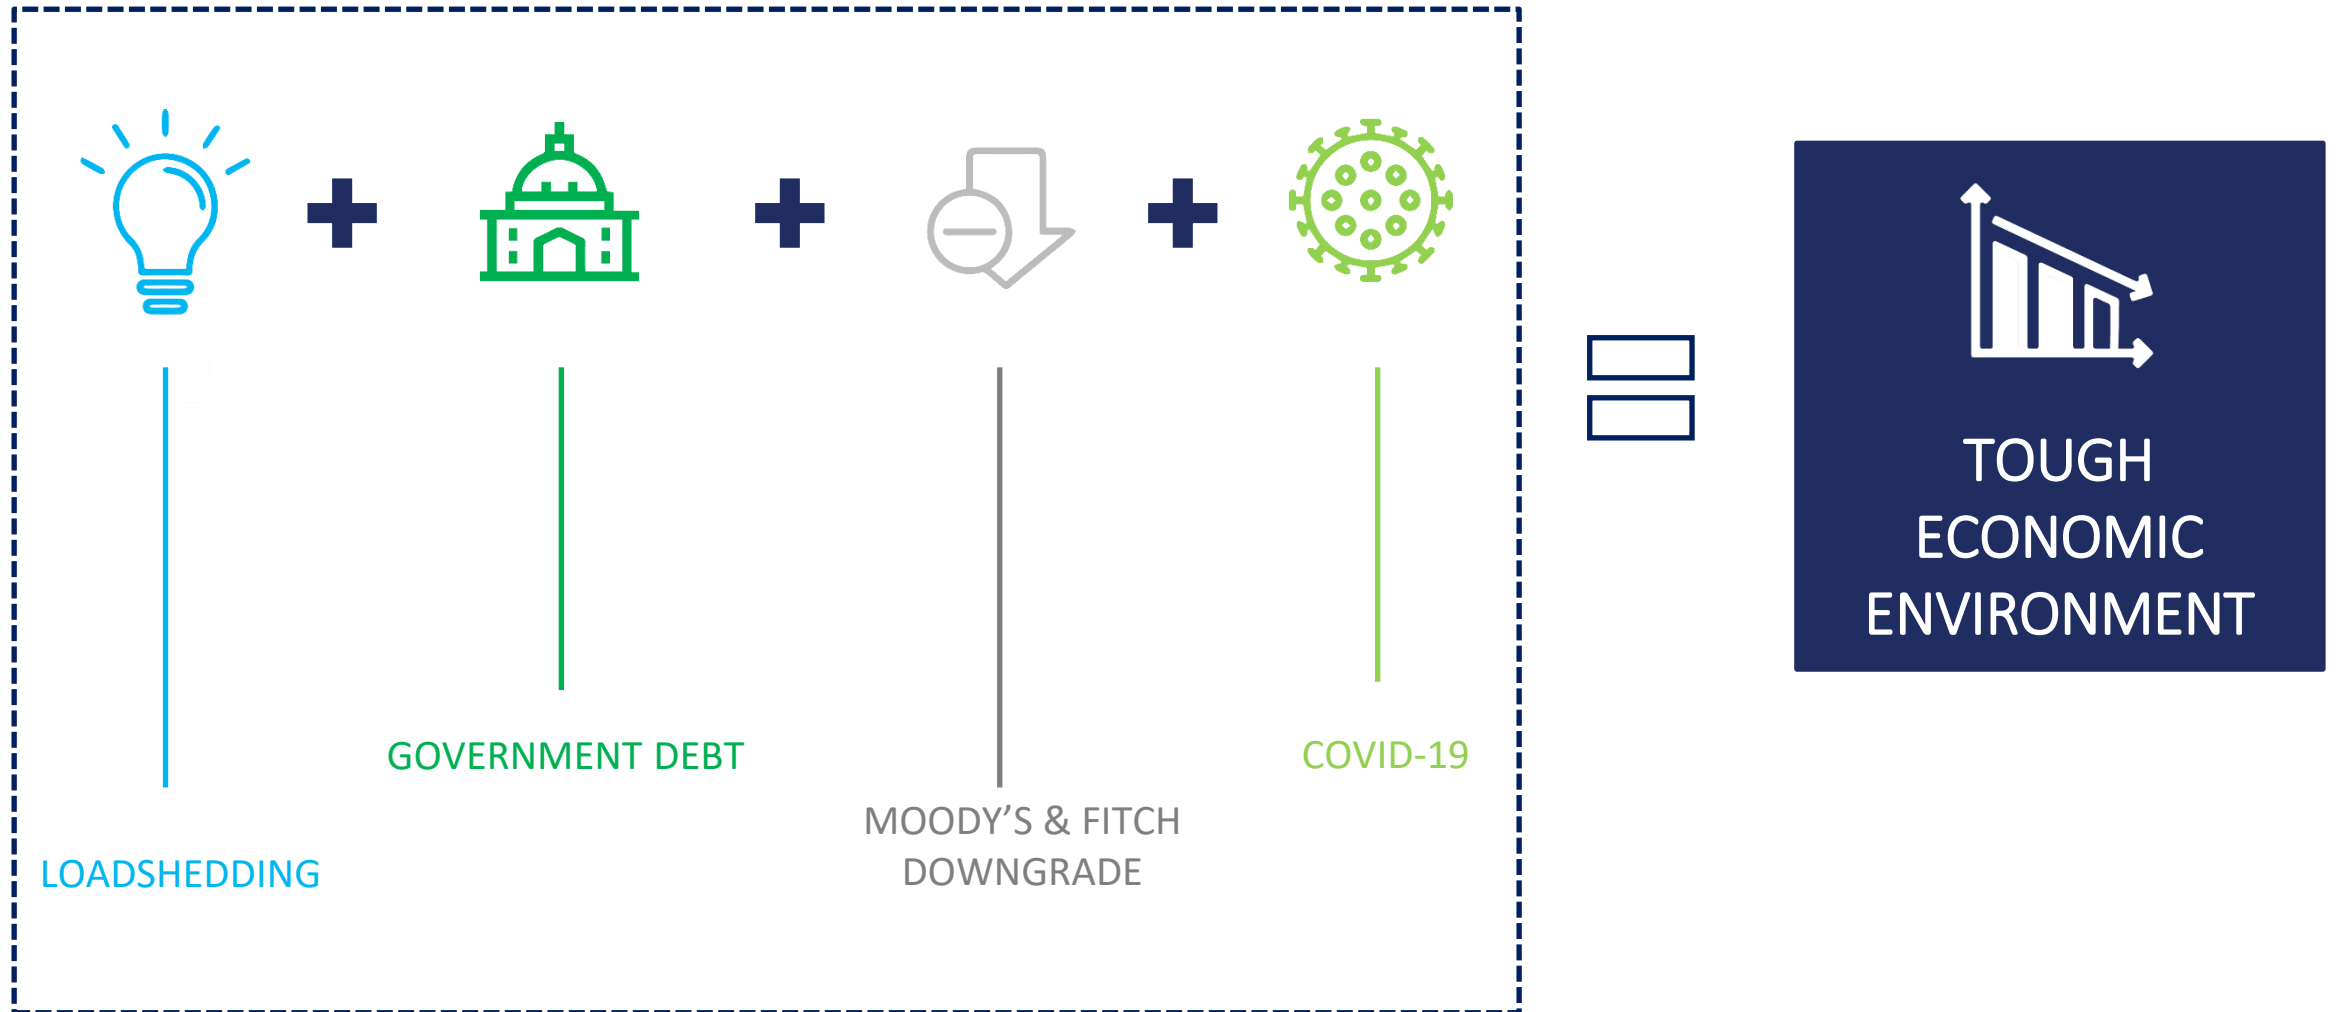 LOADSHEDDING
GOVERNMENT DEBT
MOODY’S & FITCH
DOWNGRADE
COVID-19
TOUGH
ECONOMIC
ENVIRONMENT